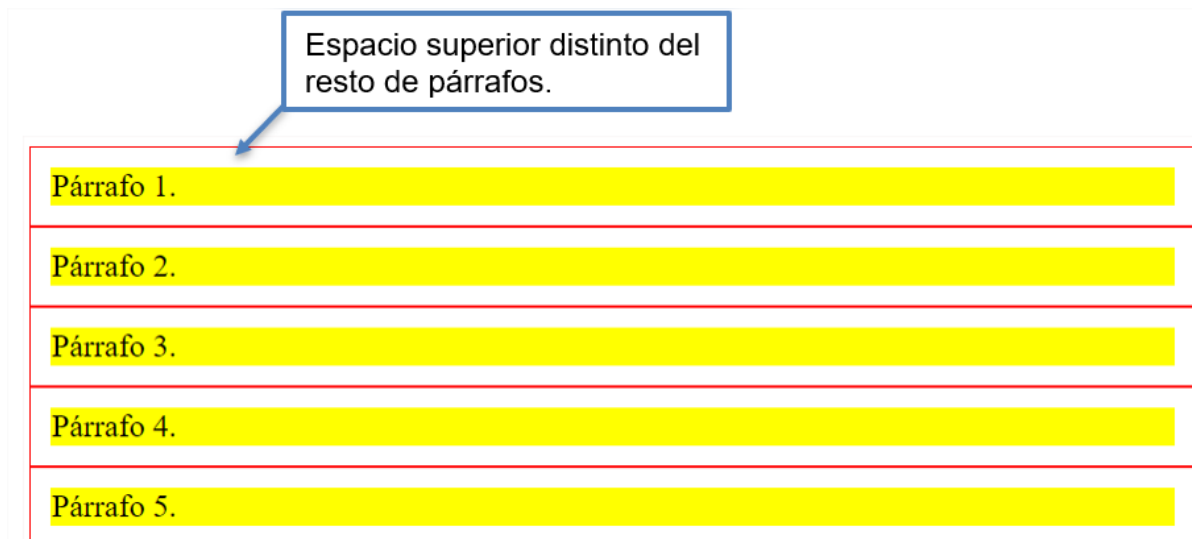 Espacio superior distinto del
resto de párrafos.
Párrafo 1.
Párrafo 2.
Párrafo 3.
Párrafo 4.
Párrafo 5.